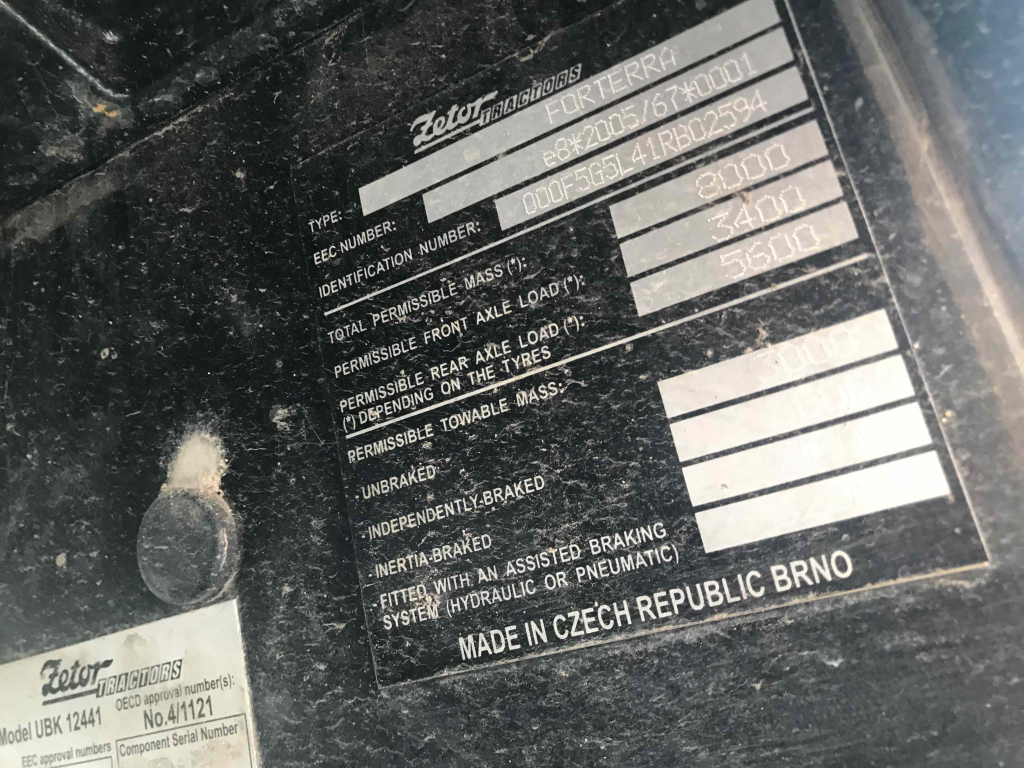 Zetor TRACTORS
TYPE: FORTERRA
EEC-NUMBER: e8*2005/67*0001
IDENTIFICATION NUMBER: 000F5G5L41RB02594
TOTAL PERMISSIBLE MASS (*): 8000
PERMISSIBLE FRONT AXLE LOAD (*): 3400
PERMISSIBLE REAR AXLE LOAD (*): 5600
(*) DEPENDING ON THE TYRES
PERMISSIBLE TOWABLE MASS:
- UNBRAKED
- INDEPENDENTLY-BRAKED
- INERTIA-BRAKED
- FITTED WITH AN ASSISTED BRAKING
SYSTEM (HYDRAULIC OR PNEUMATIC)
MADE IN CZECH REPUBLIC BRNO
Zetor TRACTORS
Model UBK 12441
OECD approval number(s):
No.4/1121
EEC approval numbers
Component Serial Number